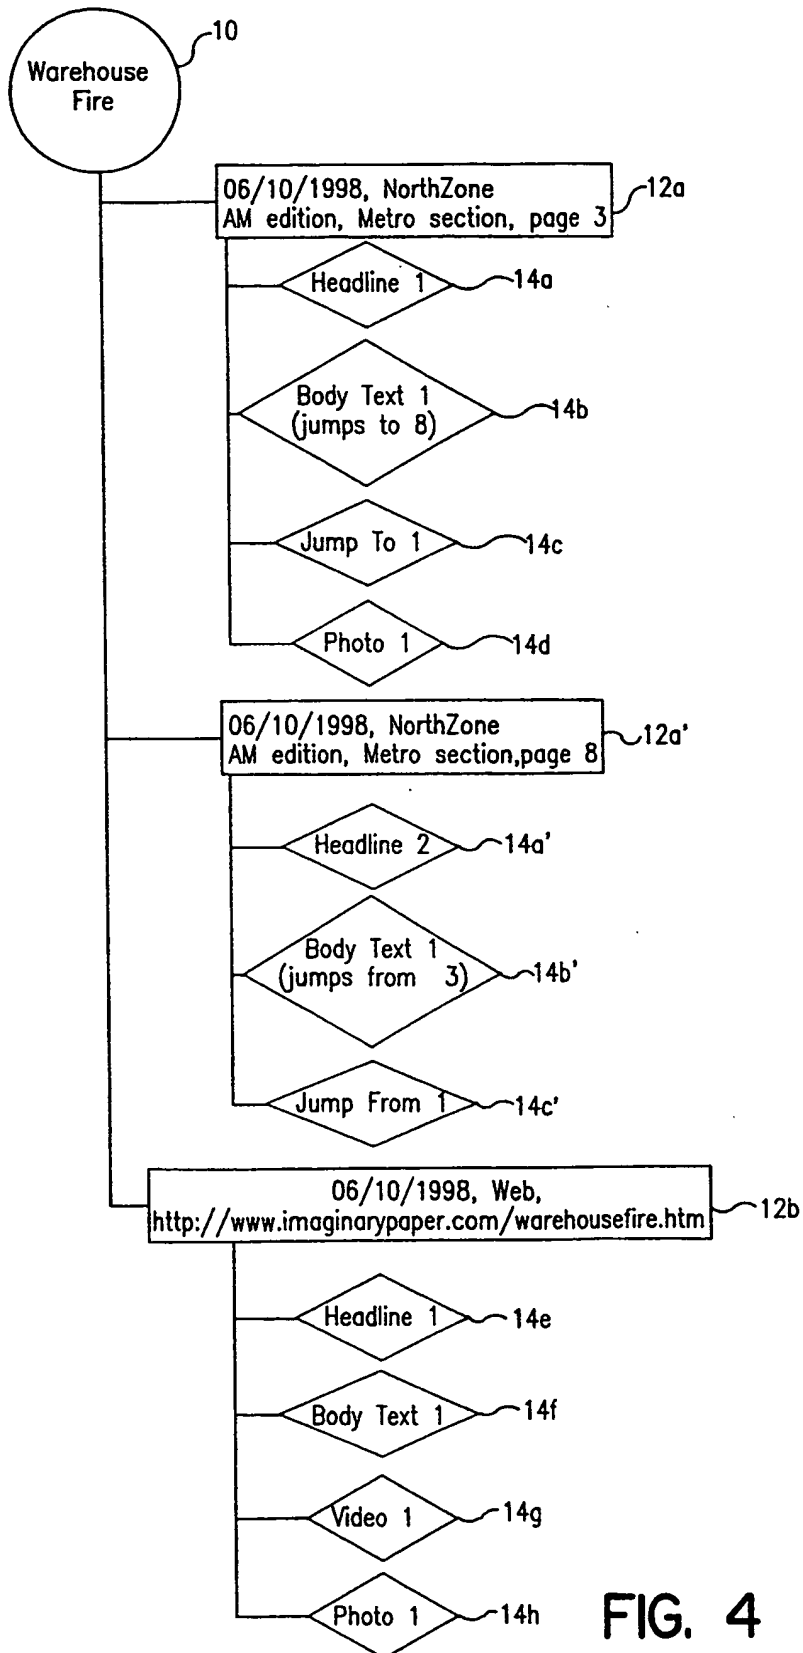 10
Warehouse
Fire
06/10/1998, NorthZone
AM edition, Metro section, page 3
12a
Headline 1
14a
Body Text 1
(jumps to 8)
14b
Jump To 1
14c
Photo 1
14d
06/10/1998, NorthZone
AM edition, Metro section,page 8
12a'
Headline 2
14a'
Body Text 1
(jumps from 3)
14b'
Jump From 1
14c'
06/10/1998, Web,
http://www.imaginarypaper.com/warehousefire.htm
12b
Headline 1
14e
Body Text 1
14f
Video 1
14g
Photo 1
14h
FIG. 4